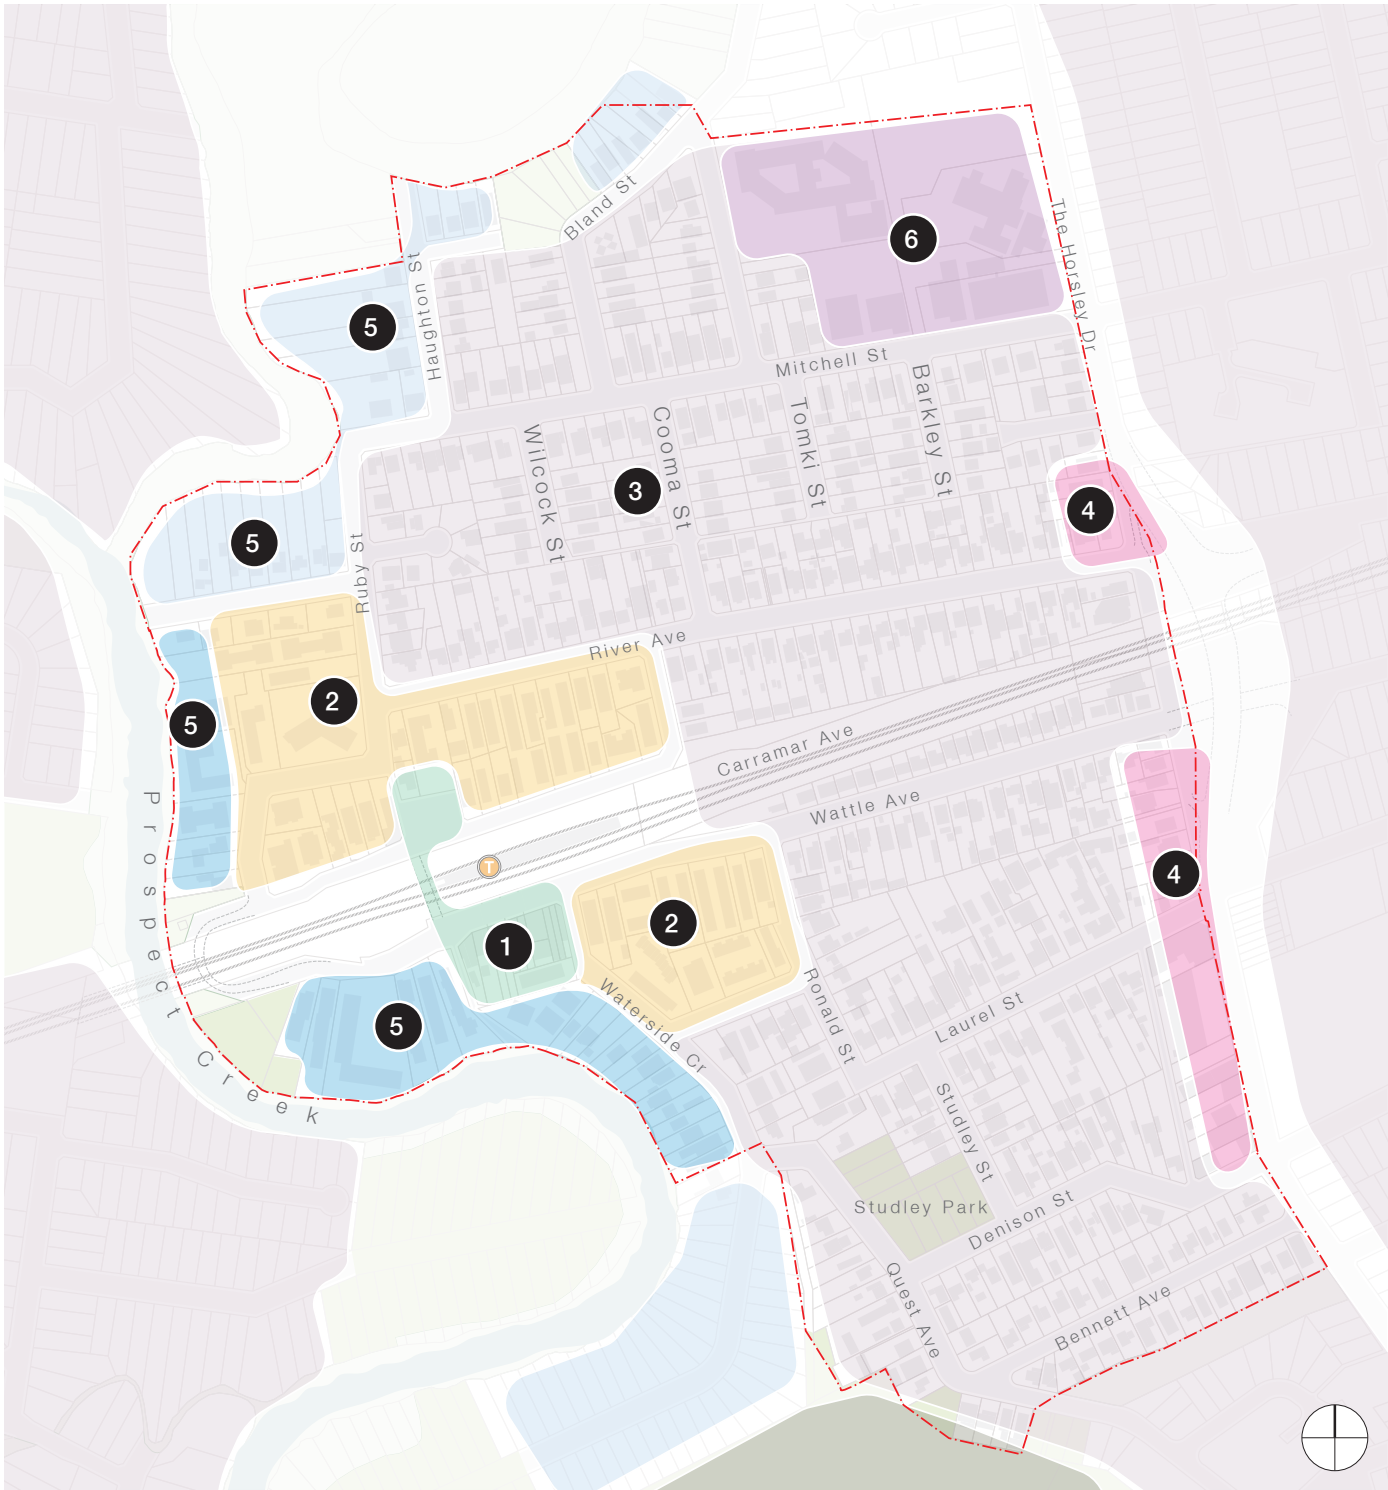 6
Bland St
The Horsley Dr
Haughton St
5
Mitchell St
Barkley St
Tomki St
Cooma St
Wilcock St
3
4
5
Ruby St
River Ave
2
5
Carramar Ave
Wattle Ave
T
4
2
1
Prospect Creek
Waterside Cr
Ronald St
Laurel St
5
Studley St
Studley Park
Denison St
Quest Ave
Bennett Ave